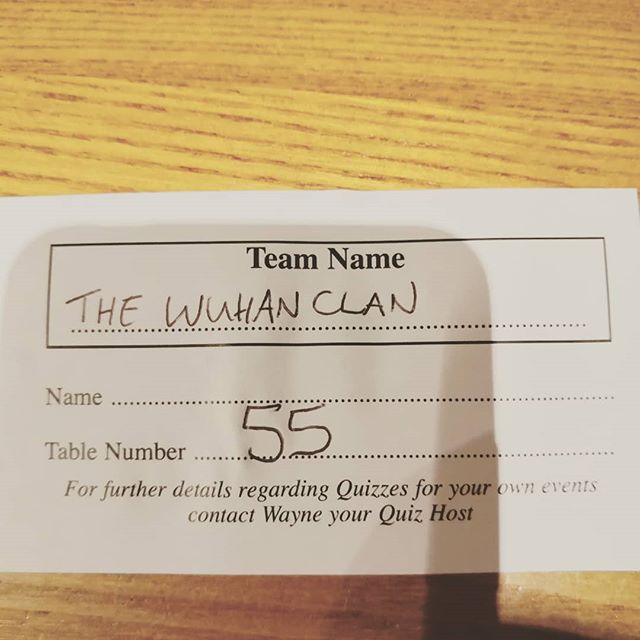 Team Name
THE WUHAN CLAN
Name ....................................................................................
Table Number ........55........................................................
For further details regarding Quizzes for your own events
contact Wayne your Quiz Host